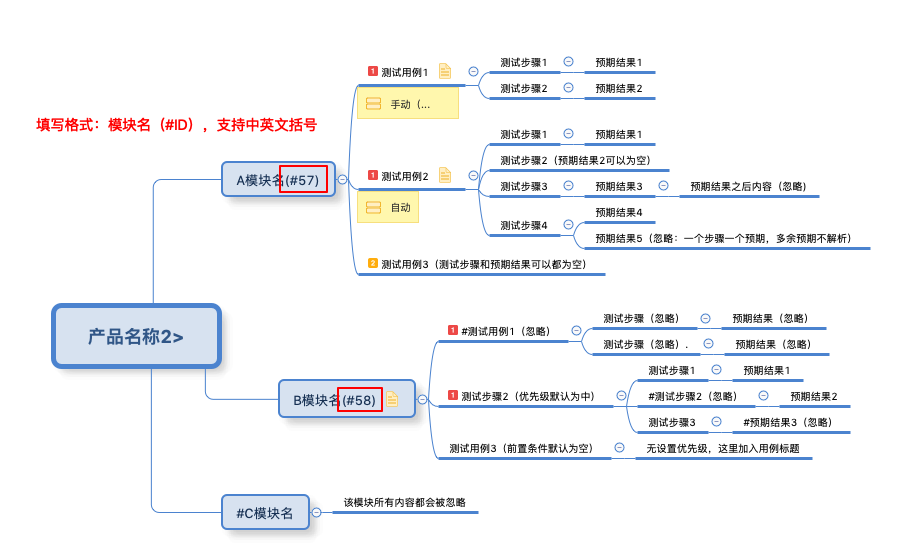 填写格式：模块名（#ID），支持中英文括号
产品名称2>
A模块名(#57)
1 测试用例1
手动（...
测试步骤1
预期结果1
测试步骤2
预期结果2
1 测试用例2
自动
测试步骤1
预期结果1
测试步骤2（预期结果2可以为空）
测试步骤3
预期结果3
预期结果之后内容（忽略）
测试步骤4
预期结果4
预期结果5（忽略：一个步骤一个预期，多余预期不解析）
2 测试用例3（测试步骤和预期结果可以都为空）
B模块名(#58)
1 #测试用例1（忽略）
测试步骤（忽略）
预期结果（忽略）
测试步骤（忽略）.
预期结果（忽略）
1 测试步骤2（优先级默认为中）
测试步骤1
预期结果1
#测试步骤2（忽略）
预期结果2
测试步骤3
#预期结果3（忽略）
测试用例3（前置条件默认为空）
无设置优先级，这里加入用例标题
#C模块名
该模块所有内容都会被忽略